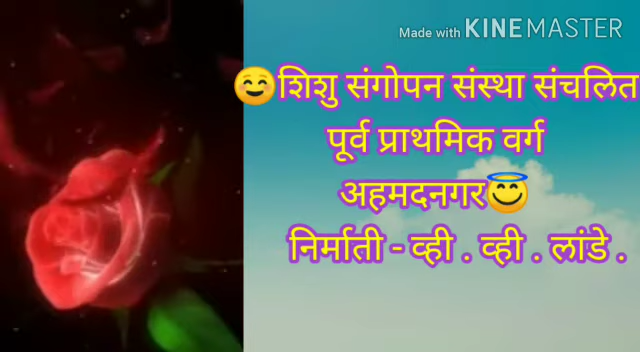 Made with KINEMASTER
☺️शिशु संगोपन संस्था संचलित
पूर्व प्राथमिक वर्ग
अहमदनगर😇
निर्माती - व्ही . व्ही . लांडे .